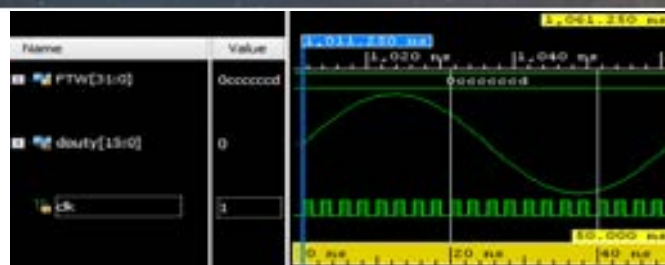 1,061.250 ns
Name
Value
1,011.250 ns
1,020 ns
1,040 ns
FTW[31:0]
0ccccccd
0ccccccd
douty[15:0]
0
clk
1
50.000 ns
0 ns
20 ns
40 ns